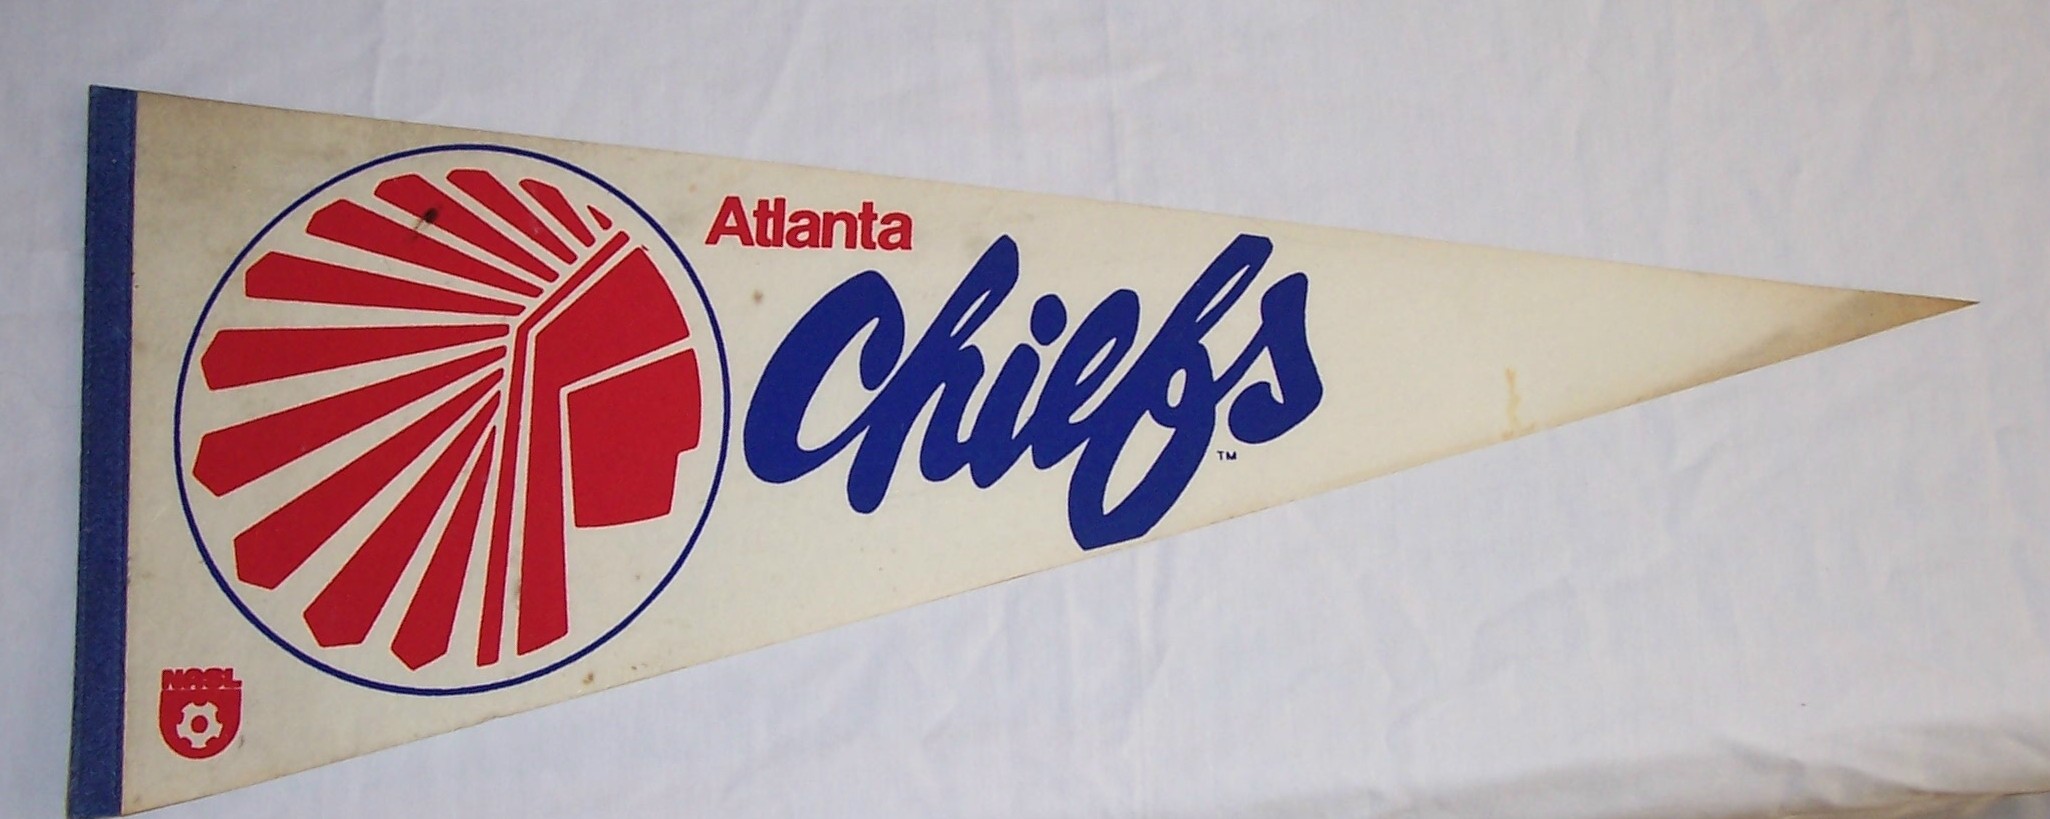 Atlanta
Chiefs
TM
NASL